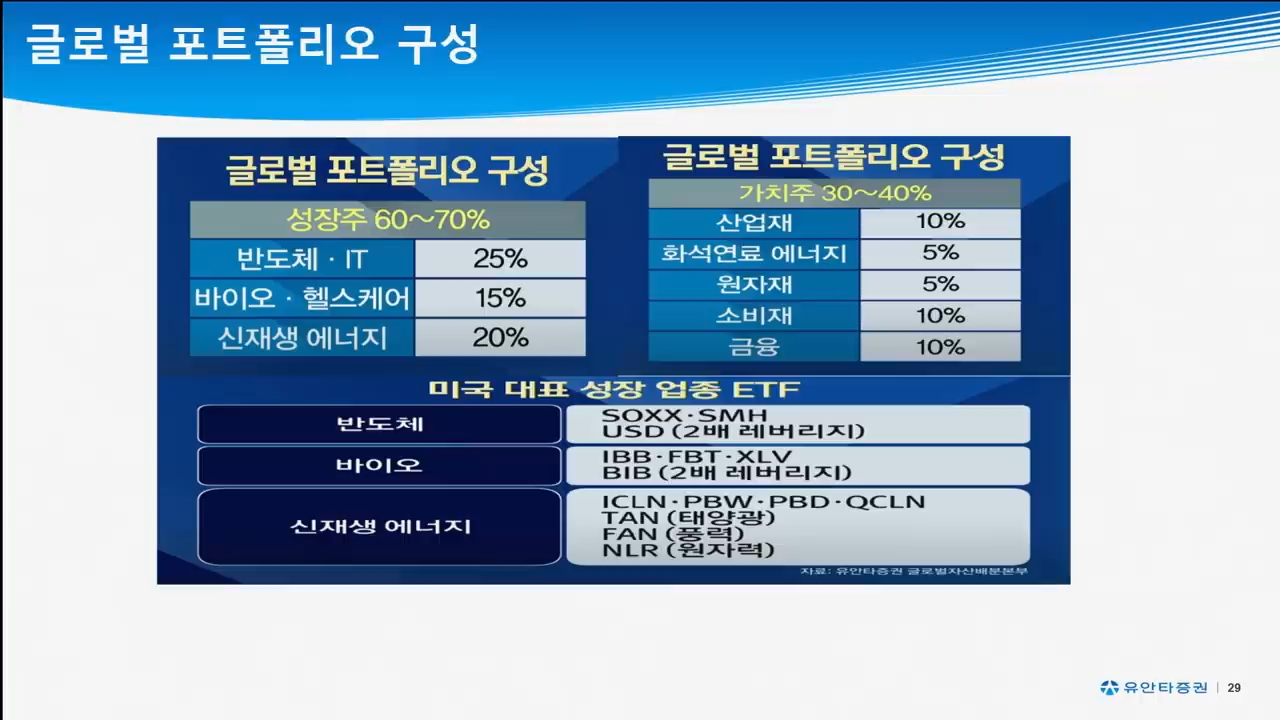 글로벌 포트폴리오 구성
글로벌 포트폴리오 구성
성장주 60~70%
반도체·IT 25%
바이오·헬스케어 15%
신재생 에너지 20%
글로벌 포트폴리오 구성
가치주 30~40%
산업재 10%
화석연료 에너지 5%
원자재 5%
소비재 10%
금융 10%
미국 대표 성장 업종 ETF
반도체
SOXX·SMH
USD (2배 레버리지)
바이오
IBB·FBT·XLV
BIB (2배 레버리지)
신재생 에너지
ICLN·PBW·PBD·QCLN
TAN (태양광)
FAN (풍력)
NLR (원자력)
자료: 유안타증권 글로벌자산배분본부
유안타증권 | 29